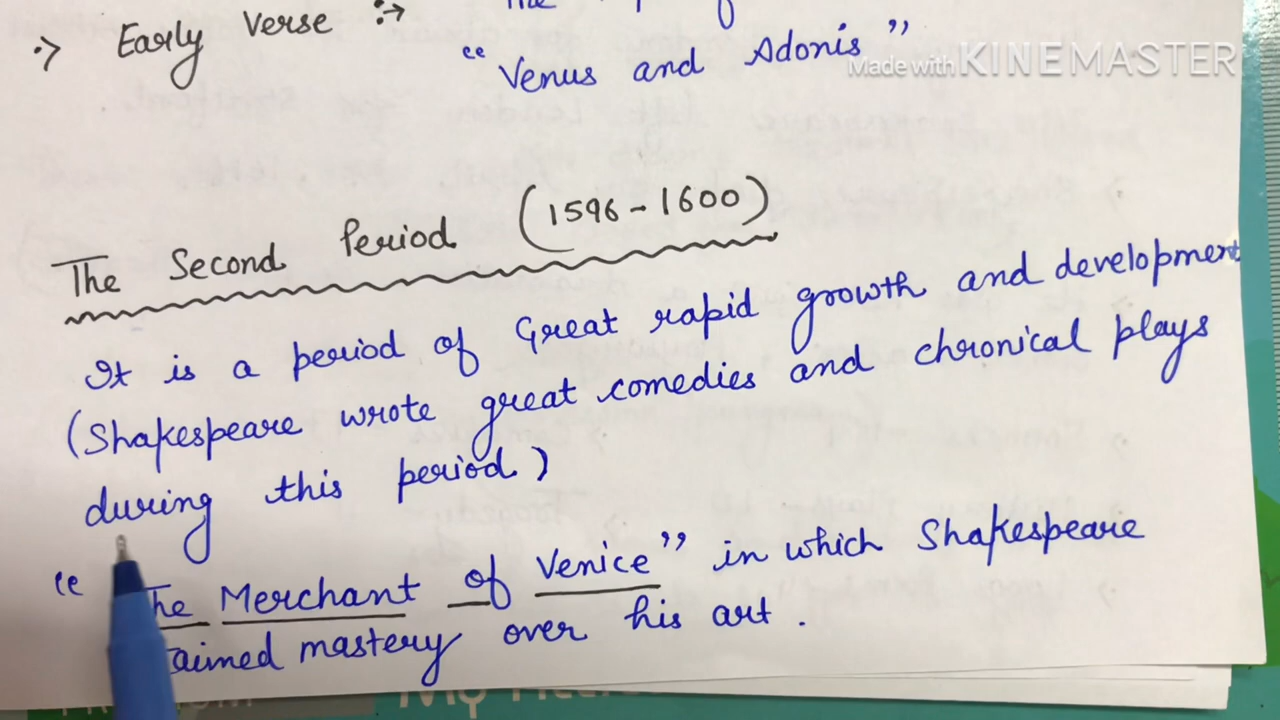 The
:> Early Verse :->
"Venus and Adonis"
Made with KINEMASTER
The Second Period (1596-1600)
It is a period of Great rapid growth and development
(Shakespeare wrote great comedies and chronical plays
during this period.)
"The Merchant of Venice" in which Shakespeare
mastery over his art.